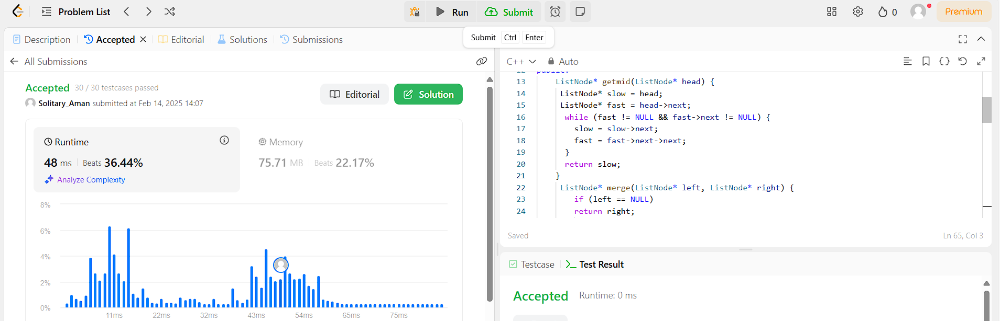 Problem List
Run
Submit
0
Premium
Description
Accepted
Editorial
Solutions
Submissions
Submit Ctrl Enter
All Submissions
Accepted 30 / 30 testcases passed
Solitary_Aman submitted at Feb 14, 2025 14:07
Editorial
Solution
Runtime
48 ms Beats 36.44%
Analyze Complexity
Memory
75.71 MB Beats 22.17%
8%
6%
4%
2%
0%
11ms 22ms 32ms 43ms 54ms 65ms 75ms
C++ Auto
12 public:
13 ListNode* getmid(ListNode* head) {
14 ListNode* slow = head;
15 ListNode* fast = head->next;
16 while (fast != NULL && fast->next != NULL) {
17 slow = slow->next;
18 fast = fast->next->next;
19 }
20 return slow;
21 }
22 ListNode* merge(ListNode* left, ListNode* right) {
23 if (left == NULL)
24 return right;
Saved Ln 65, Col 3
Testcase
>_ Test Result
Accepted Runtime: 0 ms